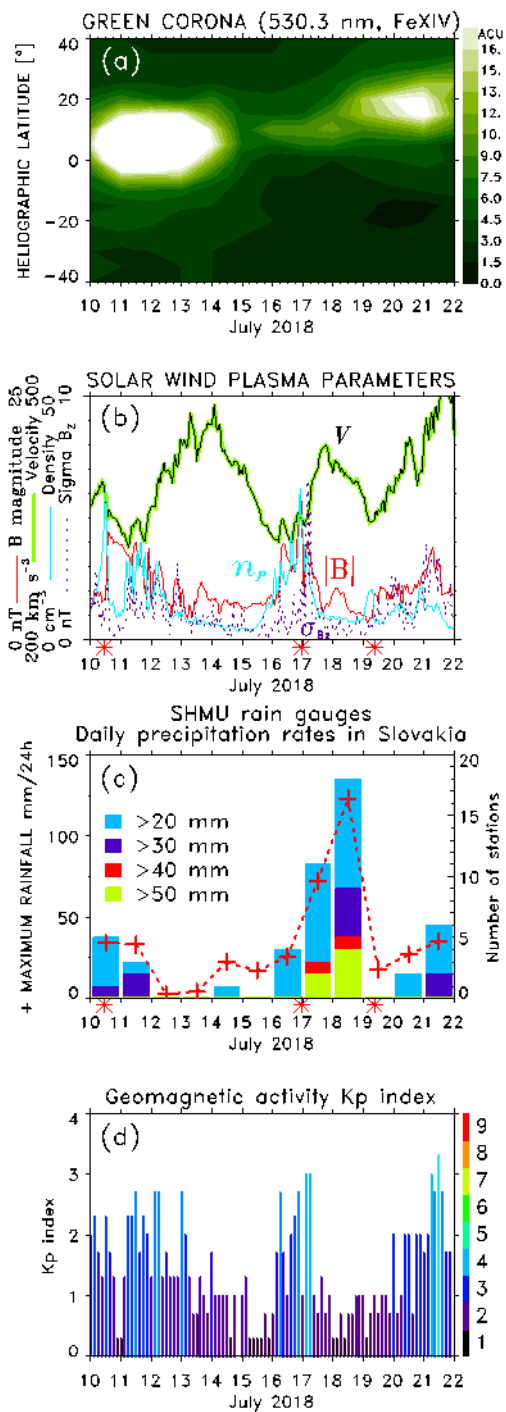 GREEN CORONA (530.3 nm, FeXIV)
HELIOGRAPHIC LATITUDE [°]
40
20
0
−20
−40
(a)
ACU
16.
15.
13.
12.
10.
9.0
7.5
6.0
4.5
3.0
1.5
0.0
10 11 12 13 14 15 16 17 18 19 20 21 22
July 2018
SOLAR WIND PLASMA PARAMETERS
0 nT B magnitude 25
200 km s⁻³ Velocity 500
0 cm⁻³ Density 50
0 nT Sigma Bz 10
(b)
V
nP
|B|
σBz
10 11 12 13 14 15 16 17 18 19 20 21 22
July 2018
SHMU rain gauges
Daily precipitation rates in Slovakia
+ MAXIMUM RAINFALL mm/24h
150
100
50
0
(c)
>20 mm
>30 mm
>40 mm
>50 mm
20
15
10
5
0
Number of stations
10 11 12 13 14 15 16 17 18 19 20 21 22
July 2018
Geomagnetic activity Kp index
Kp index
4
3
2
1
0
(d)
9
8
7
6
5
4
3
2
1
10 11 12 13 14 15 16 17 18 19 20 21 22
July 2018